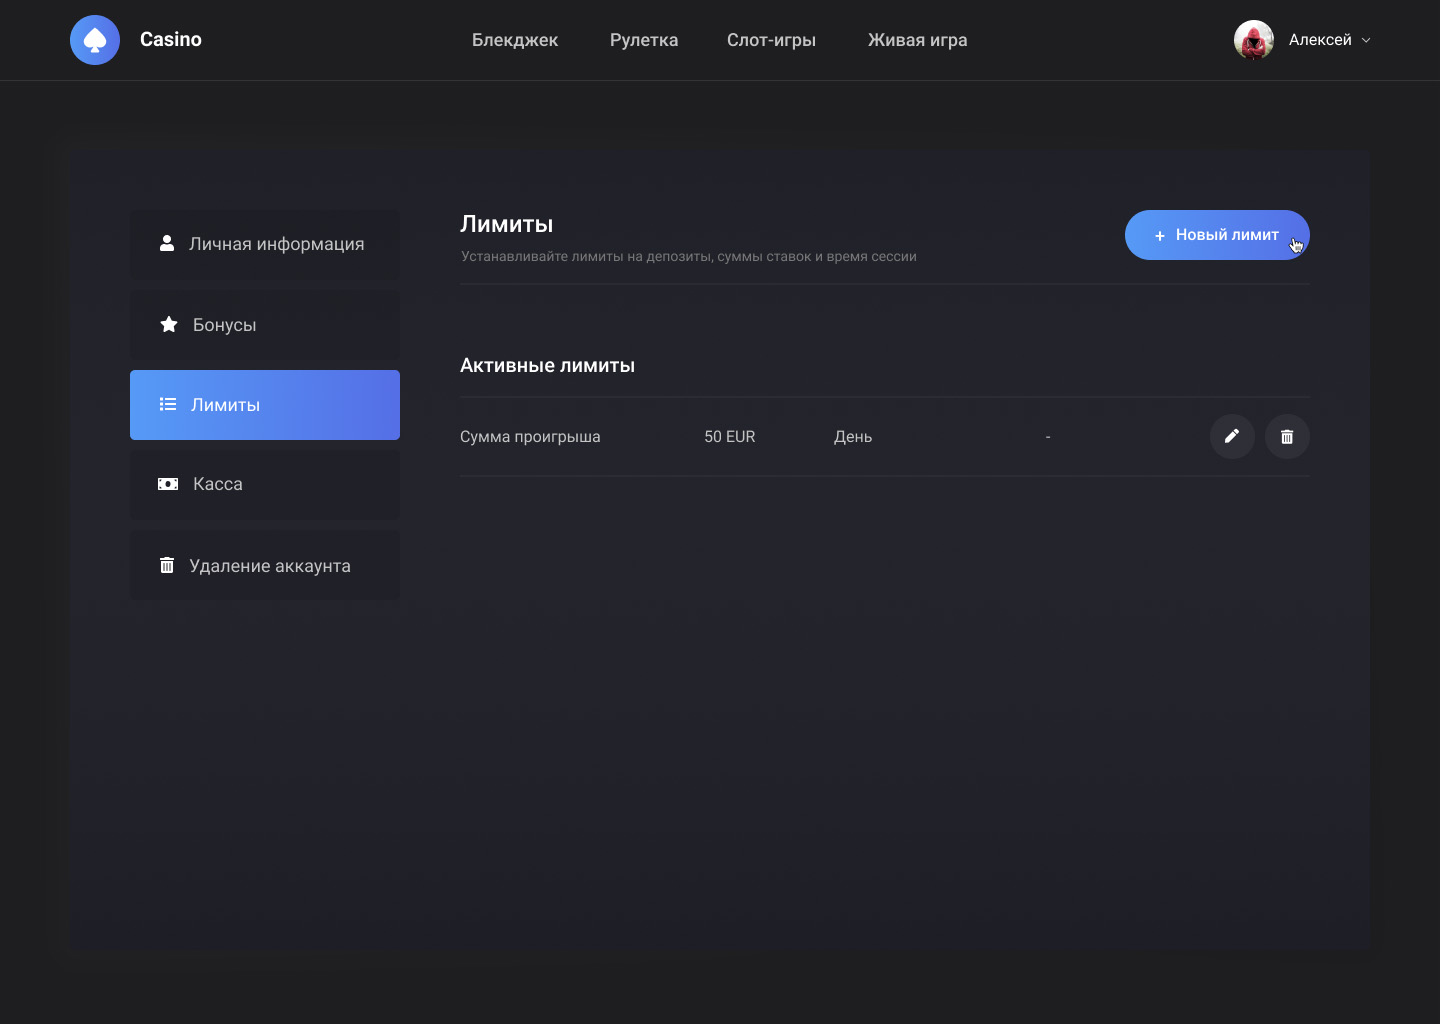 Casino
Блекджек
Рулетка
Слот-игры
Живая игра
Алексей
Личная информация
Бонусы
Лимиты
Касса
Удаление аккаунта
Лимиты
Устанавливайте лимиты на депозиты, суммы ставок и время сессии
+ Новый лимит
Активные лимиты
Сумма проигрыша 50 EUR День -